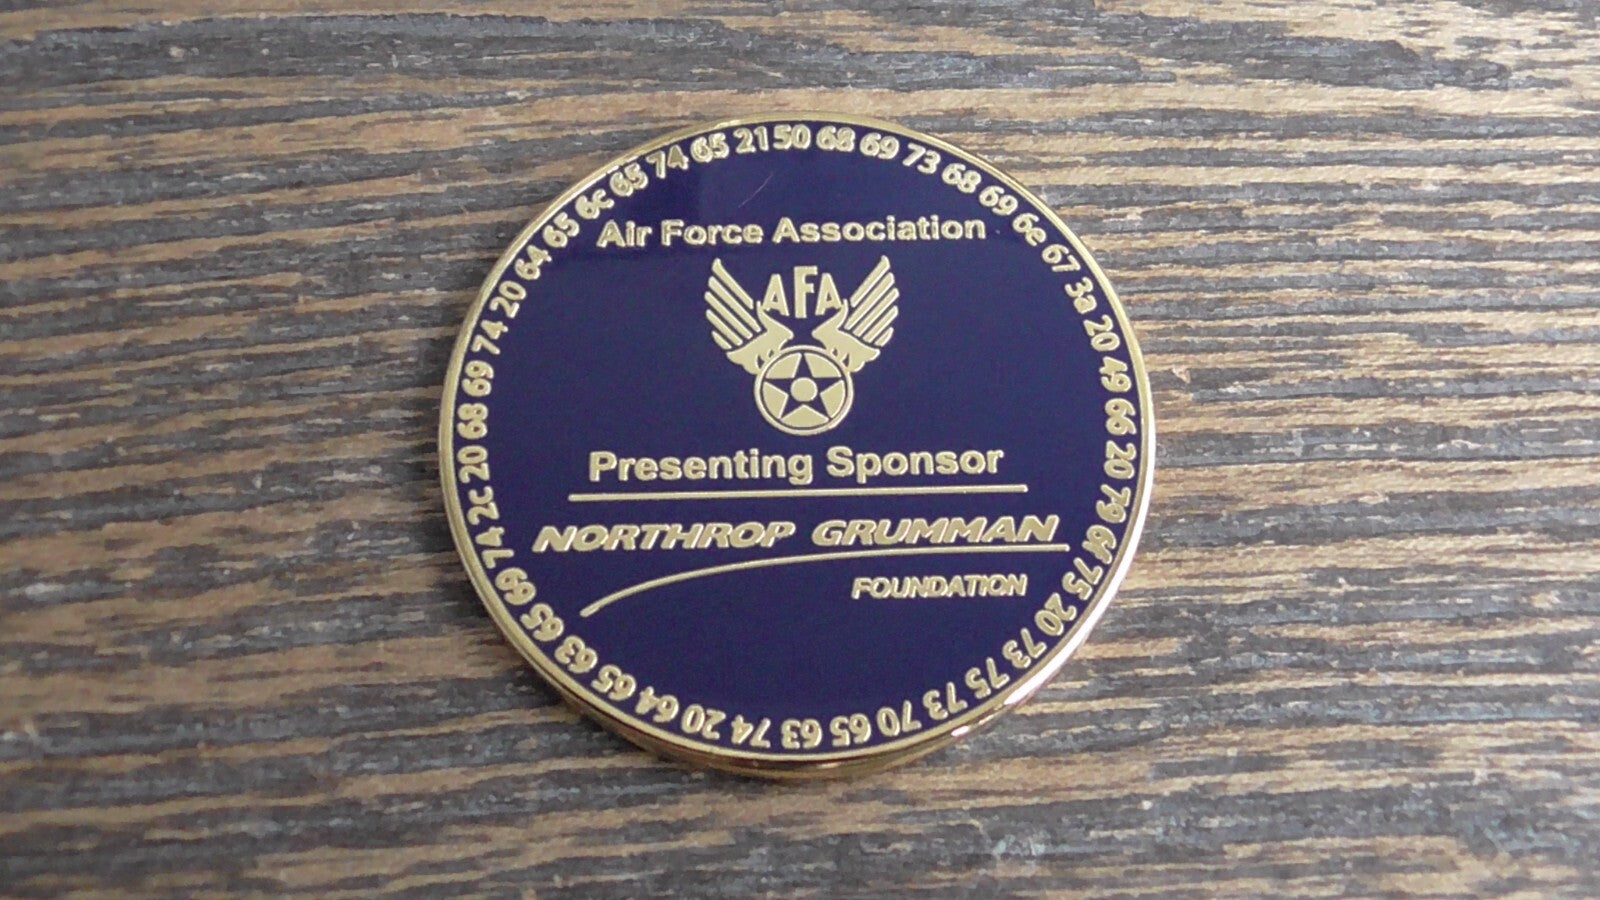 50 68 69 73 68 69 6e 67 3a 20 49 66 20 79 6f 75 20 73 75 73 70 65 63 74 20 64 65 63 65 69 74 2c 20 68 69 74 20 64 65 6c 65 74 65 21
Air Force Association
AFA
Presenting Sponsor
NORTHROP GRUMMAN
FOUNDATION